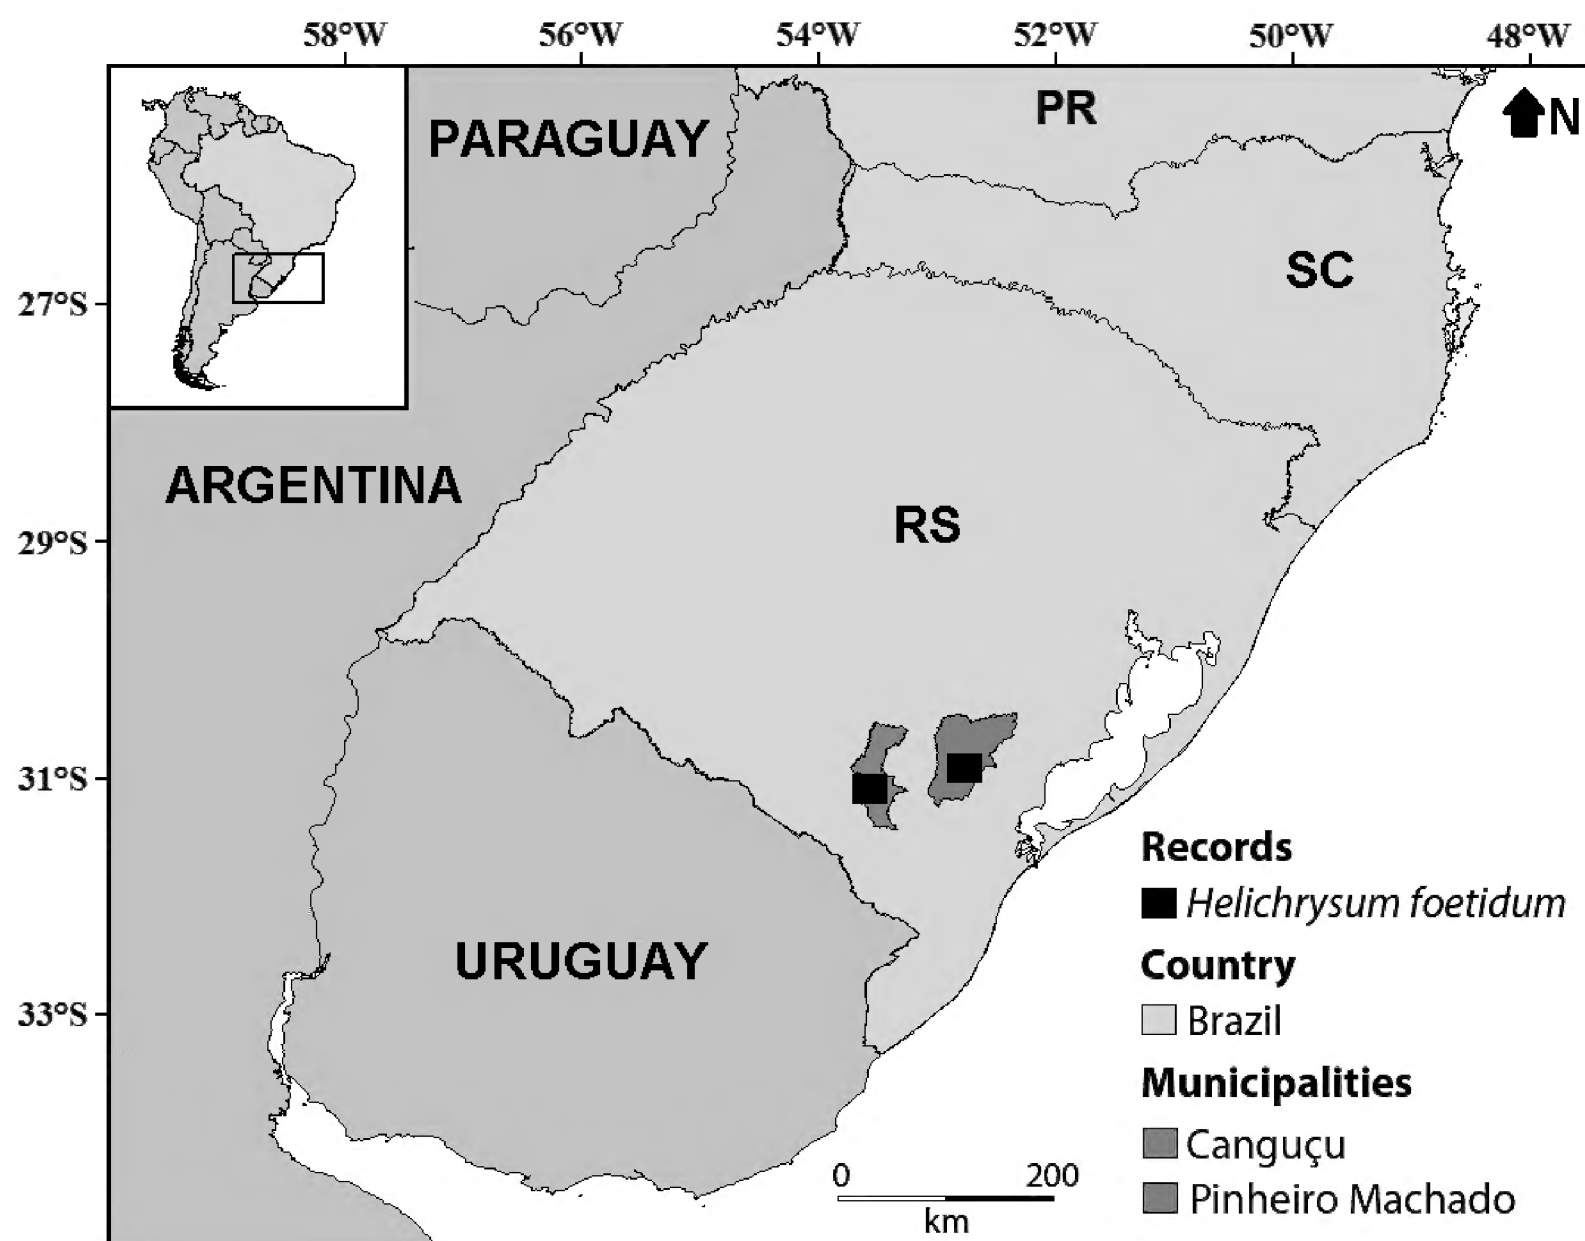 58°W 56°W 54°W 52°W 50°W 48°W
N
PARAGUAY
PR
SC
27°S
ARGENTINA
RS
29°S
31°S
URUGUAY
33°S
Records
Helichrysum foetidum
Country
Brazil
Municipalities
Canguçu
Pinheiro Machado
0 200
km